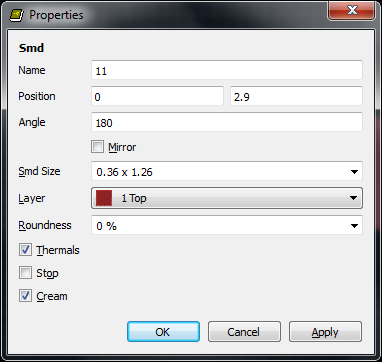 Properties
Smd
Name 11
Position 0 2.9
Angle 180
Mirror
Smd Size 0.36 x 1.26
Layer 1 Top
Roundness 0 %
Thermals
Stop
Cream
OK Cancel Apply